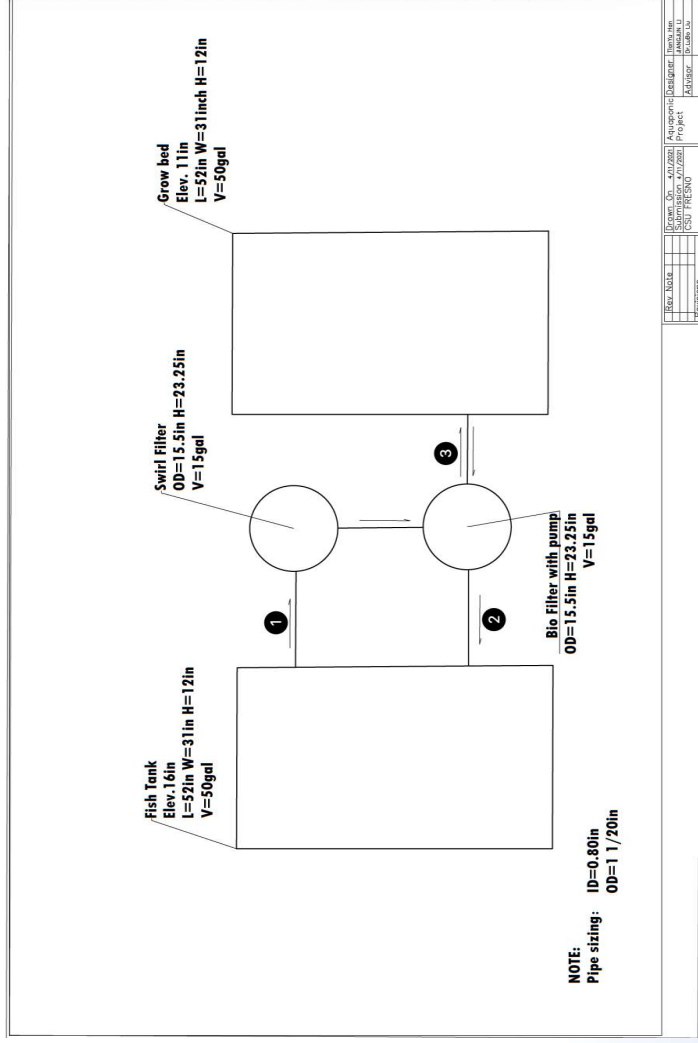 Fish Tank
Elev.16in
L=52in W=31in H=12in
V=50gal
Swirl Filter
OD=15.5in H=23.25in
V=15gal
Grow bed
Elev. 11in
L=52in W=31inch H=12in
V=50gal
1
2
3
Bio Filter with pump
OD=15.5in H=23.25in
V=15gal
NOTE:
Pipe sizing: ID=0.80in
OD=1 1/20in
Rev. Note
Drawn On 4/11/2021
Submission 4/11/2021
CSU FRESNO
Aquaponic
Project
Designer
Advisor Dr.LuBo Liu